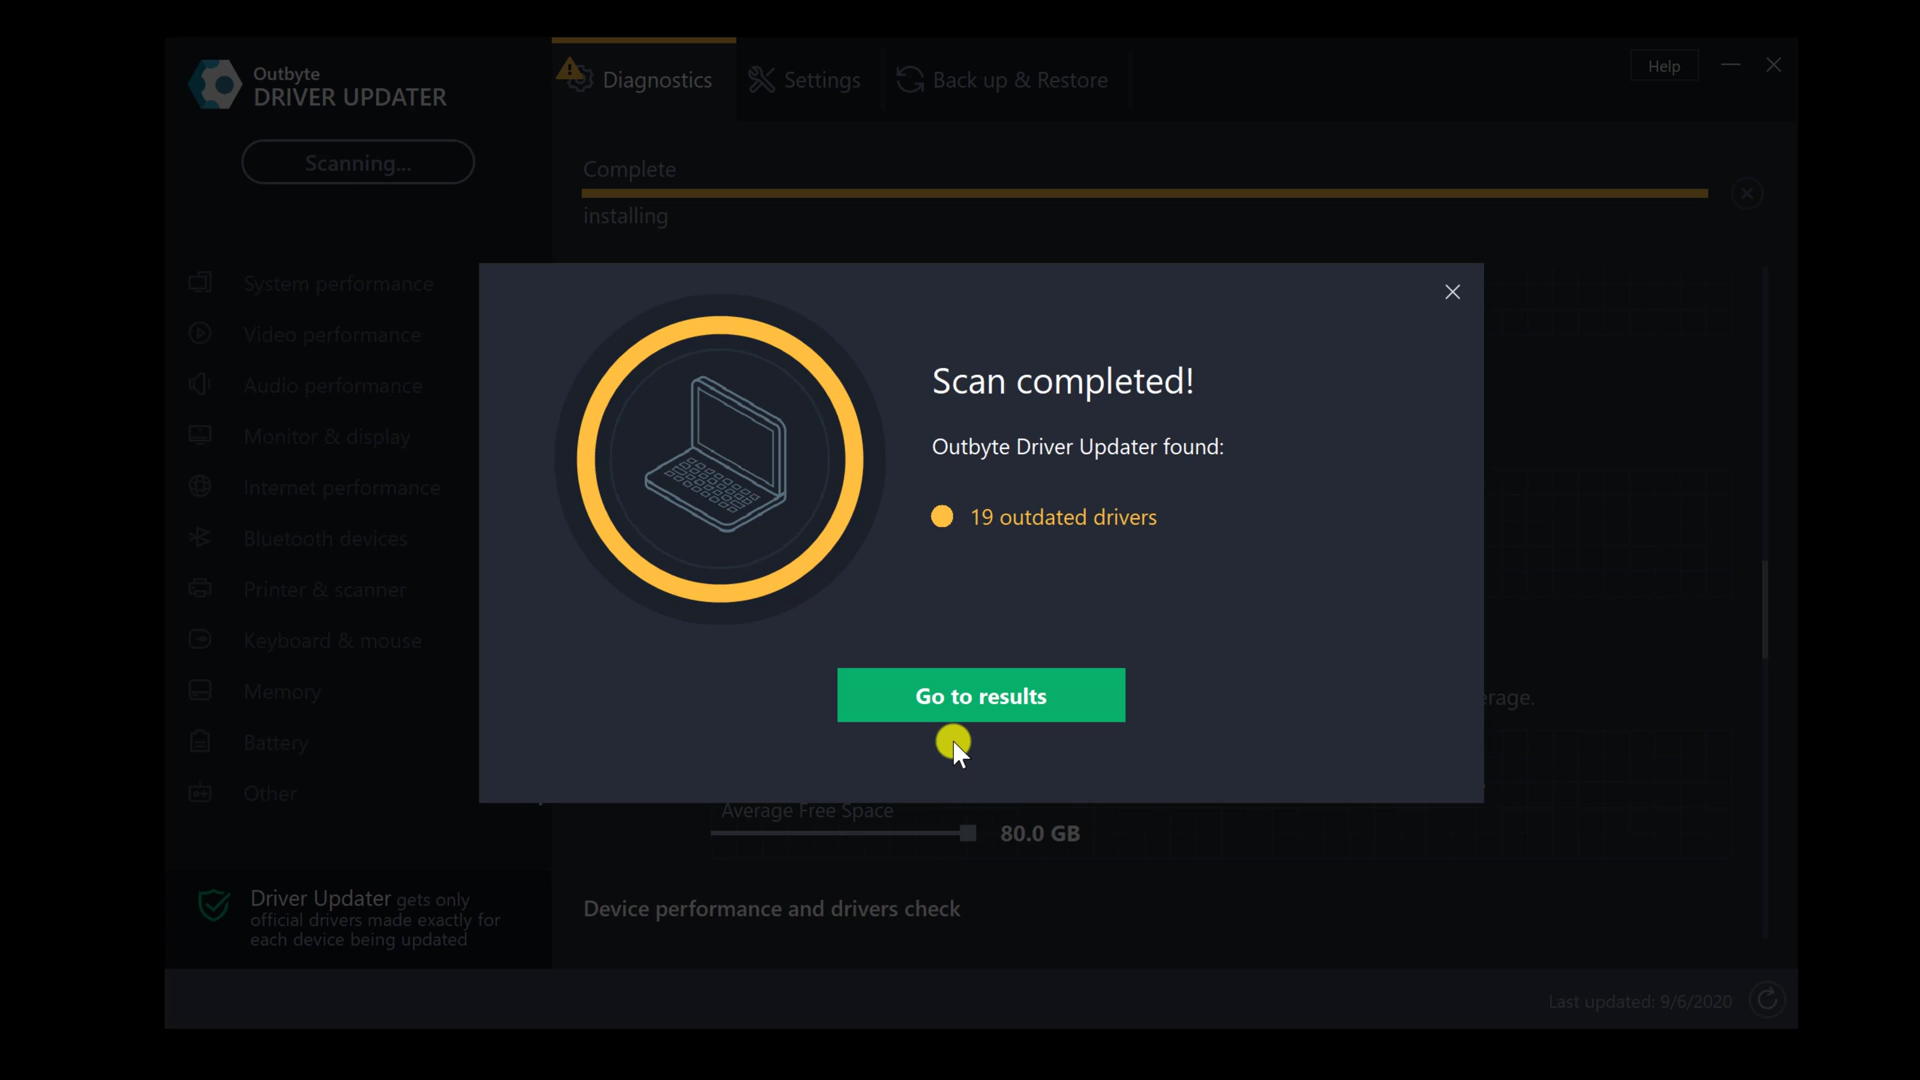 Outbyte
DRIVER UPDATER
Scanning...
Diagnostics
Settings
Back up & Restore
Help
Complete
installing
System performance
Video performance
Audio performance
Monitor & display
Internet performance
Bluetooth devices
Printer & scanner
Keyboard & mouse
Memory
Battery
Other
Scan completed!
Outbyte Driver Updater found:
19 outdated drivers
Go to results
erage.
Average Free Space
80.0 GB
Driver Updater gets only
official drivers made exactly for
each device being updated
Device performance and drivers check
Last updated: 9/6/2020